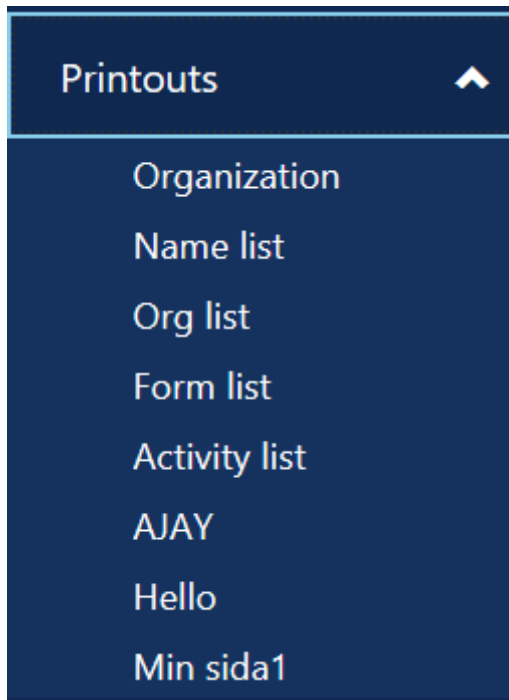 Printouts
Organization
Name list
Org list
Form list
Activity list
AJAY
Hello
Min sida1